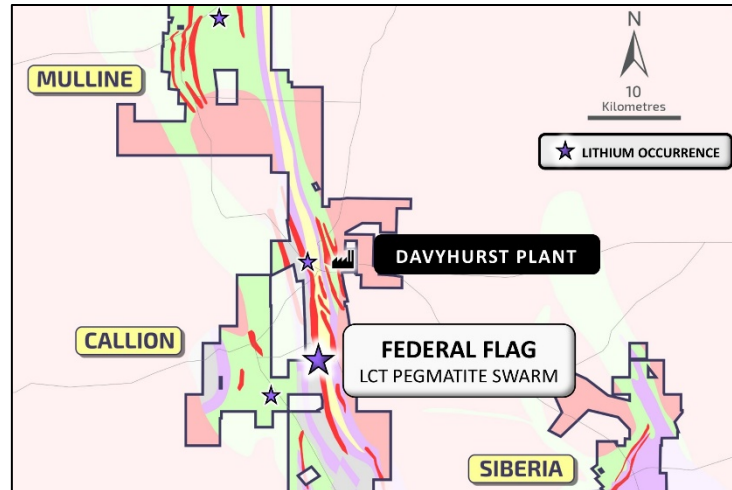 MULLINE
N
10
Kilometres
LITHIUM OCCURRENCE
DAVYHURST PLANT
CALLION
FEDERAL FLAG
LCT PEGMATITE SWARM
SIBERIA